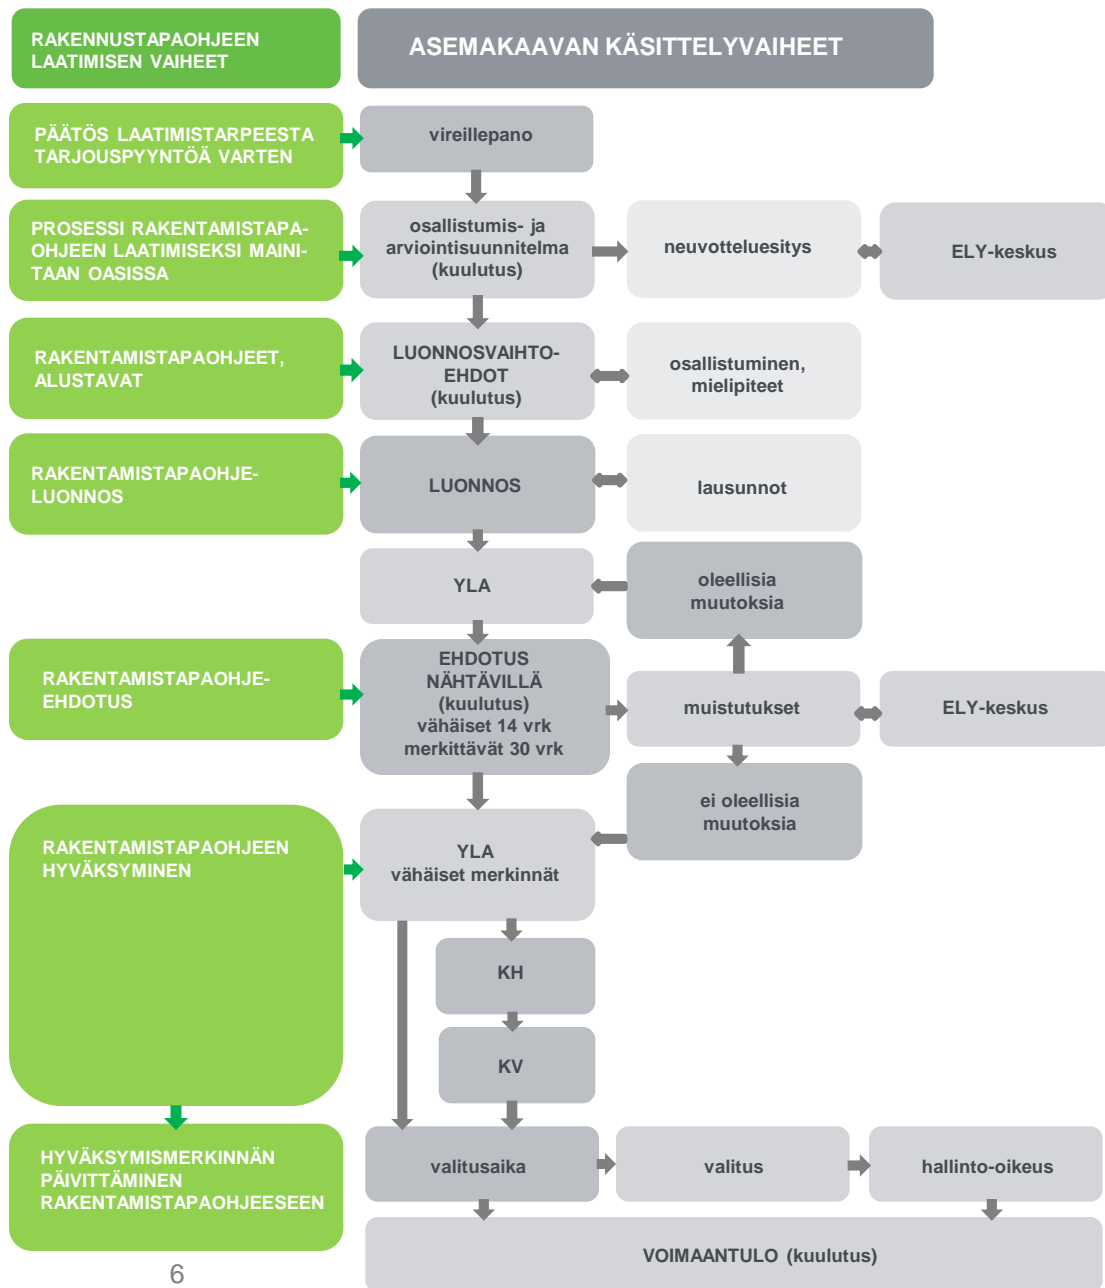 RAKENNUSTAPAOHJEEN
LAATIMISEN VAIHEET
ASEMAKAAVAN KÄSITTELYVAIHEET
PÄÄTÖS LAATIMISTARPEESTA
TARJOUSPYYNTÖÄ VARTEN
vireillepano
PROSESSI RAKENTAMISTAPA-
OHJEEN LAATIMISEKSI MAINI-
TAAN OASISSA
osallistumis- ja
arviointisuunnitelma
(kuulutus)
neuvotteluesitys
ELY-keskus
RAKENTAMISTAPAOHJEET,
ALUSTAVAT
LUONNOSVAIHTO-
EHDOT
(kuulutus)
osallistuminen,
mielipiteet
RAKENTAMISTAPAOHJE-
LUONNOS
LUONNOS
lausunnot
YLA
oleellisia
muutoksia
RAKENTAMISTAPAOHJE-
EHDOTUS
EHDOTUS
NÄHTÄVILLÄ
(kuulutus)
vähäiset 14 vrk
merkittävät 30 vrk
muistutukset
ELY-keskus
ei oleellisia
muutoksia
RAKENTAMISTAPAOHJEEN
HYVÄKSYMINEN
YLA
vähäiset merkinnät
KH
KV
HYVÄKSYMISMERKINNÄN
PÄIVITTÄMINEN
RAKENTAMISTAPAOHJEESEEN
valitusaika
valitus
hallinto-oikeus
VOIMAANTULO (kuulutus)
6